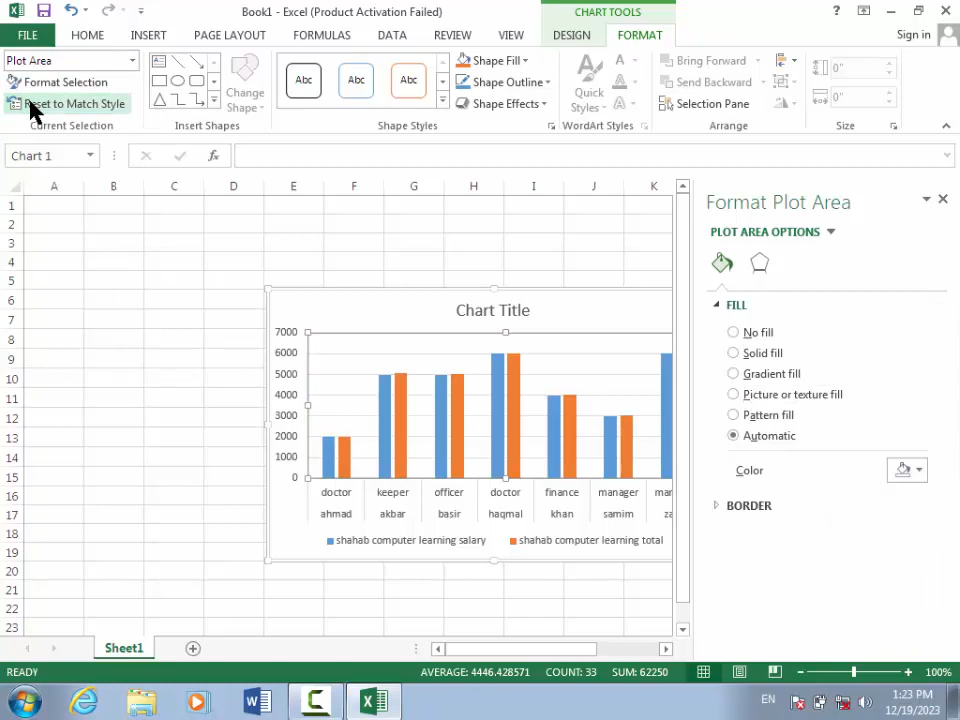 Book1 - Excel (Product Activation Failed)
CHART TOOLS
FILE HOME INSERT PAGE LAYOUT FORMULAS DATA REVIEW VIEW DESIGN FORMAT Sign in
Plot Area
Format Selection
Reset to Match Style
Current Selection
Change
Shape
Insert Shapes
Abc Abc Abc
Shape Fill
Shape Outline
Shape Effects
Shape Styles
Quick
Styles
WordArt Styles
Bring Forward
Send Backward
Selection Pane
Arrange
0"
0"
Size
Chart 1
fx
A B C D E F G H I J K
1
2
3
4
5
6
7
8
9
10
11
12
13
14
15
16
17
18
19
20
21
22
23
Chart Title
7000
6000
5000
4000
3000
2000
1000
0
doctor keeper officer doctor finance manager mar
ahmad akbar basir haqmal khan samim za
shahab computer learning salary shahab computer learning total
Format Plot Area
PLOT AREA OPTIONS
FILL
No fill
Solid fill
Gradient fill
Picture or texture fill
Pattern fill
Automatic
Color
BORDER
Sheet1
READY AVERAGE: 4446.428571 COUNT: 33 SUM: 62250 100%
EN
1:23 PM
12/19/2023